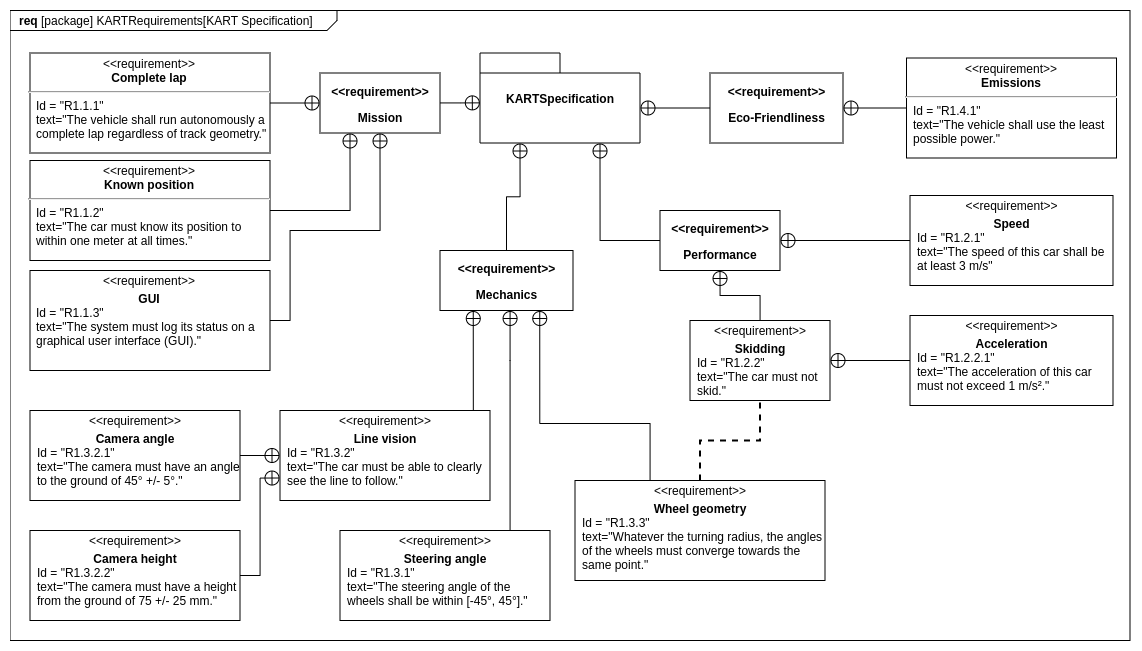 req [package] KARTRequirements[KART Specification]
<<requirement>>
Complete lap
Id = "R1.1.1"
text="The vehicle shall run autonomously a
complete lap regardless of track geometry."
<<requirement>>
Mission
KARTSpecification
<<requirement>>
Eco-Friendliness
<<requirement>>
Emissions
Id = "R1.4.1"
text="The vehicle shall use the least
possible power."
<<requirement>>
Known position
Id = "R1.1.2"
text="The car must know its position to
within one meter at all times."
<<requirement>>
GUI
Id = "R1.1.3"
text="The system must log its status on a
graphical user interface (GUI)."
<<requirement>>
Mechanics
<<requirement>>
Performance
<<requirement>>
Speed
Id = "R1.2.1"
text="The speed of this car shall be
at least 3 m/s"
<<requirement>>
Skidding
Id = "R1.2.2"
text="The car must not
skid."
<<requirement>>
Acceleration
Id = "R1.2.2.1"
text="The acceleration of this car
must not exceed 1 m/s²."
<<requirement>>
Camera angle
Id = "R1.3.2.1"
text="The camera must have an angle
to the ground of 45° +/- 5°."
<<requirement>>
Line vision
Id = "R1.3.2"
text="The car must be able to clearly
see the line to follow."
<<requirement>>
Wheel geometry
Id = "R1.3.3"
text="Whatever the turning radius, the angles
of the wheels must converge towards the
same point."
<<requirement>>
Camera height
Id = "R1.3.2.2"
text="The camera must have a height
from the ground of 75 +/- 25 mm."
<<requirement>>
Steering angle
Id = "R1.3.1"
text="The steering angle of the
wheels shall be within [-45°, 45°]."